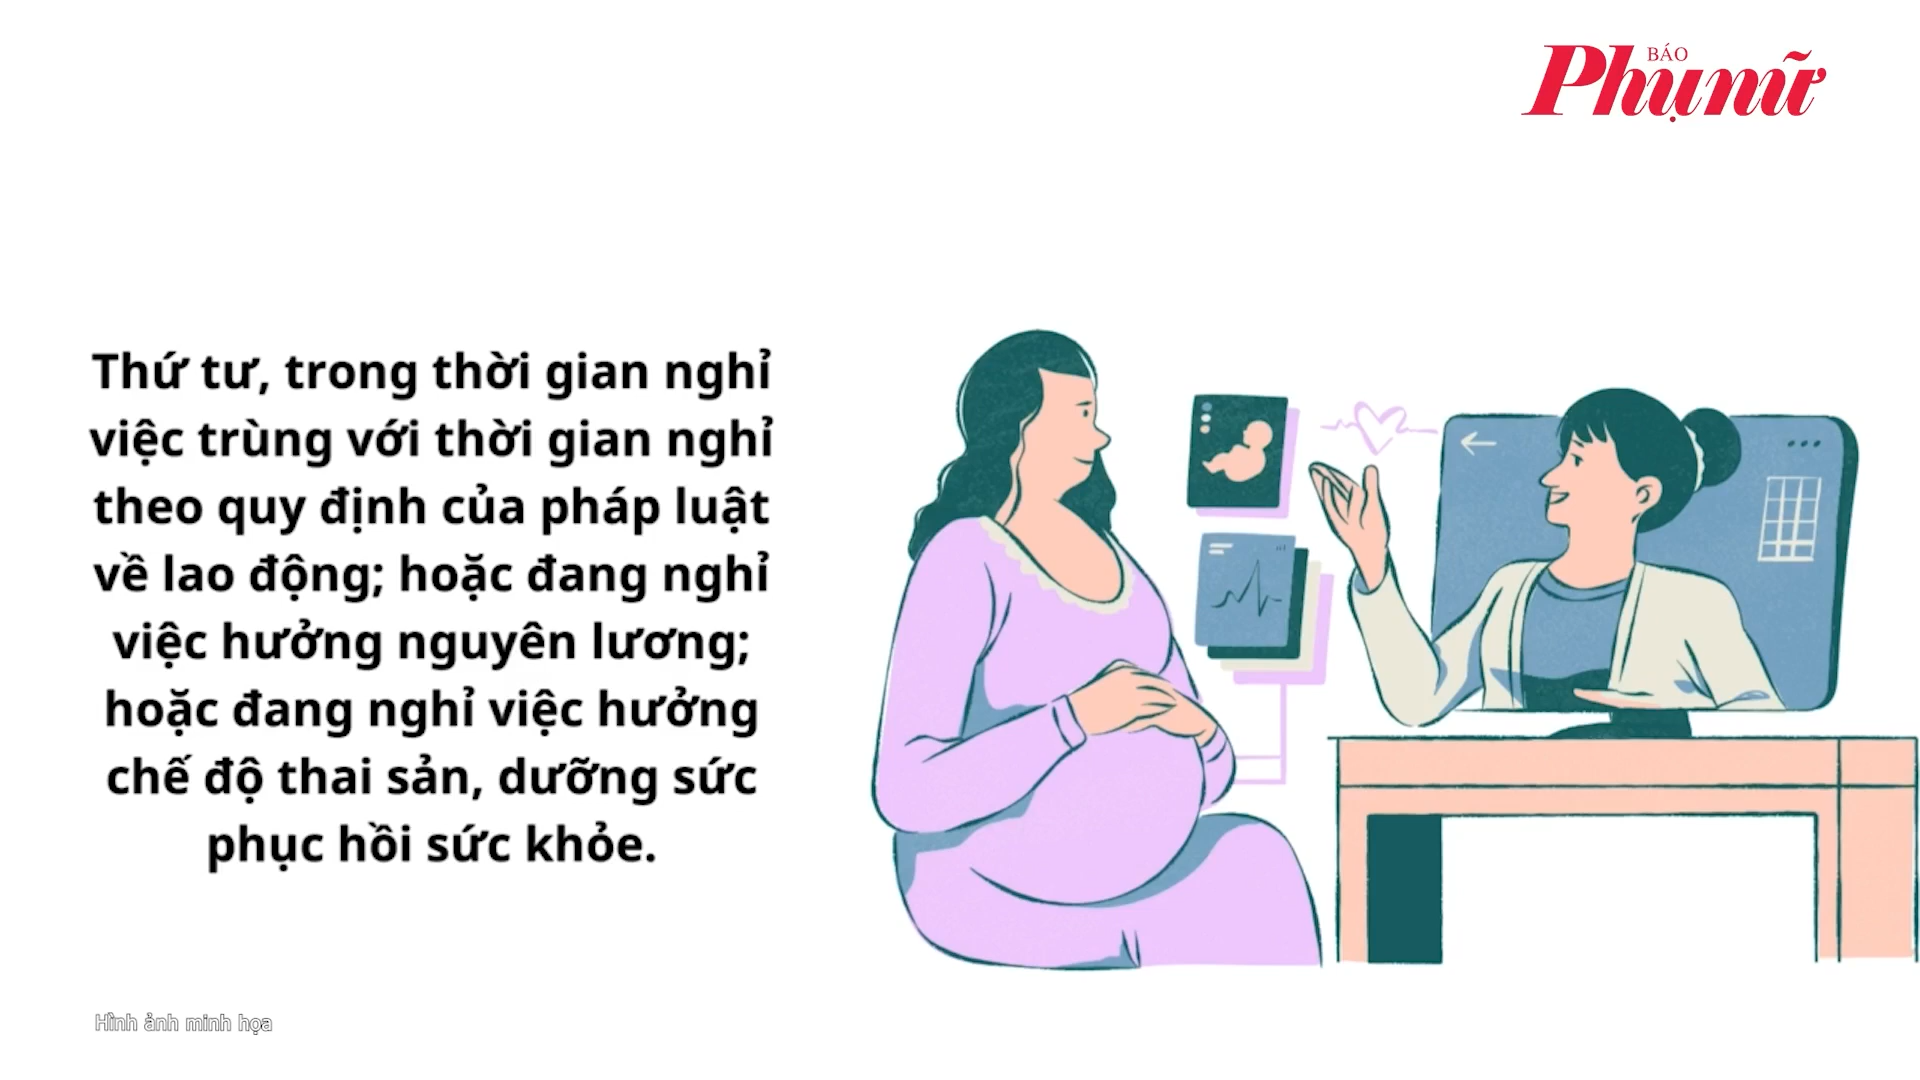 BÁO
Phụ nữ
Thứ tư, trong thời gian nghỉ
việc trùng với thời gian nghỉ
theo quy định của pháp luật
về lao động; hoặc đang nghỉ
việc hưởng nguyên lương;
hoặc đang nghỉ việc hưởng
chế độ thai sản, dưỡng sức
phục hồi sức khỏe.
Hình ảnh minh họa